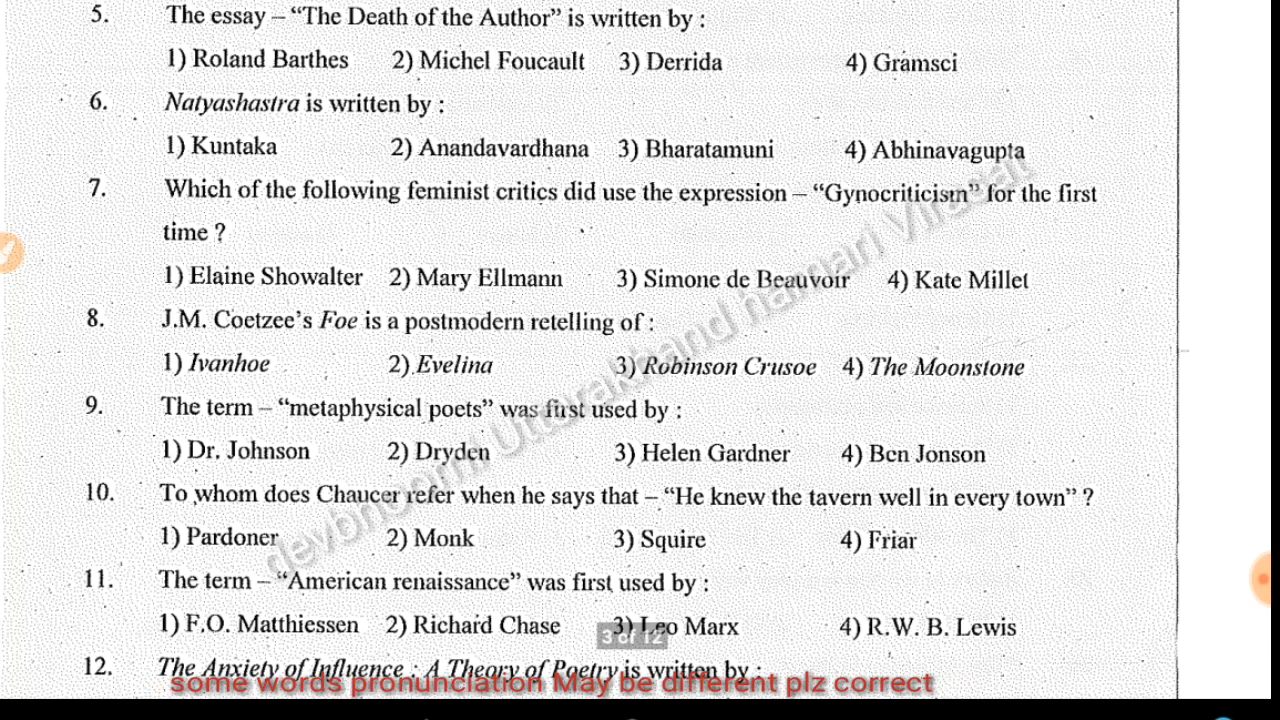 5. The essay – “The Death of the Author” is written by :
1) Roland Barthes 2) Michel Foucault 3) Derrida 4) Gramsci
6. Natyashastra is written by :
1) Kuntaka 2) Anandavardhana 3) Bharatamuni 4) Abhinavagupta
7. Which of the following feminist critics did use the expression – “Gynocriticism” for the first
time ?
1) Elaine Showalter 2) Mary Ellmann 3) Simone de Beauvoir 4) Kate Millet
8. J.M. Coetzee’s Foe is a postmodern retelling of :
1) Ivanhoe 2) Evelina 3) Robinson Crusoe 4) The Moonstone
9. The term – “metaphysical poets” was first used by :
1) Dr. Johnson 2) Dryden 3) Helen Gardner 4) Ben Jonson
10. To whom does Chaucer refer when he says that – “He knew the tavern well in every town” ?
1) Pardoner 2) Monk 3) Squire 4) Friar
11. The term – “American renaissance” was first used by :
1) F.O. Matthiessen 2) Richard Chase 3) Leo Marx 4) R.W. B. Lewis
3 of 12
12. The Anxiety of Influence : A Theory of Poetry is written by :
some words pronunciation May be different plz correct
devbhoomi Uttarakhand hamari Virasat